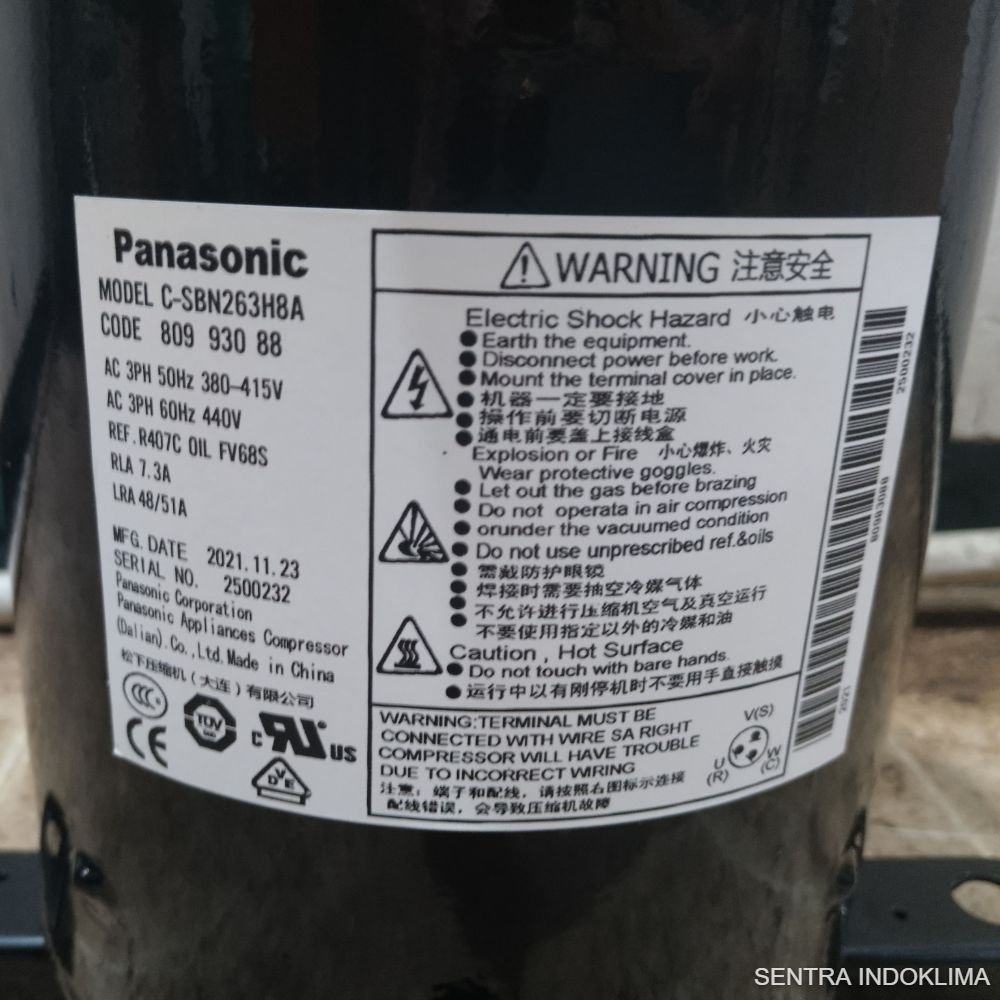 Panasonic
MODEL C-SBN263H8A
CODE 809 930 88
AC 3PH 50Hz 380-415V
AC 3PH 60Hz 440V
REF.R407C OIL FV68S
RLA 7.3A
LRA 48/51A
MFG.DATE 2021.11.23
SERIAL NO. 2500232
Panasonic Corporation
Panasonic Appliances Compressor
(Dalian).Co.,Ltd.Made in China
松下压缩机(大连)有限公司
CCC
TÜV
CE
c RU US
VDE
WARNING 注意安全
Electric Shock Hazard 小心触电
● Earth the equipment.
● Disconnect power before work.
● Mount the terminal cover in place.
● 机器一定要接地
● 操作前要切断电源
● 通电前要盖上接线盒
Explosion or Fire 小心爆炸、火灾
Wear protective goggles.
● Let out the gas before brazing
● Do not operata in air compression
● orunder the vacuumed condition
● Do not use unprescribed ref.&oils
● 需戴防护眼镜
● 焊接时需要抽空冷媒气体
● 不允许进行压缩机空气及真空运行
● 不要使用指定以外的冷媒和油
Caution , Hot Surface
● Do not touch with bare hands.
● 运行中以有刚停机时不要用手直接触摸
WARNING:TERMINAL MUST BE
CONNECTED WITH WIRE SA RIGHT
COMPRESSOR WILL HAVE TROUBLE
DUE TO INCORRECT WIRING
注意: 端子和配线, 请按照右图标示连接
配线错误, 会导致压缩机故障
V(S)
U
(R)
W
(C)
2500232
80983088
2021
SENTRA INDOKLIMA